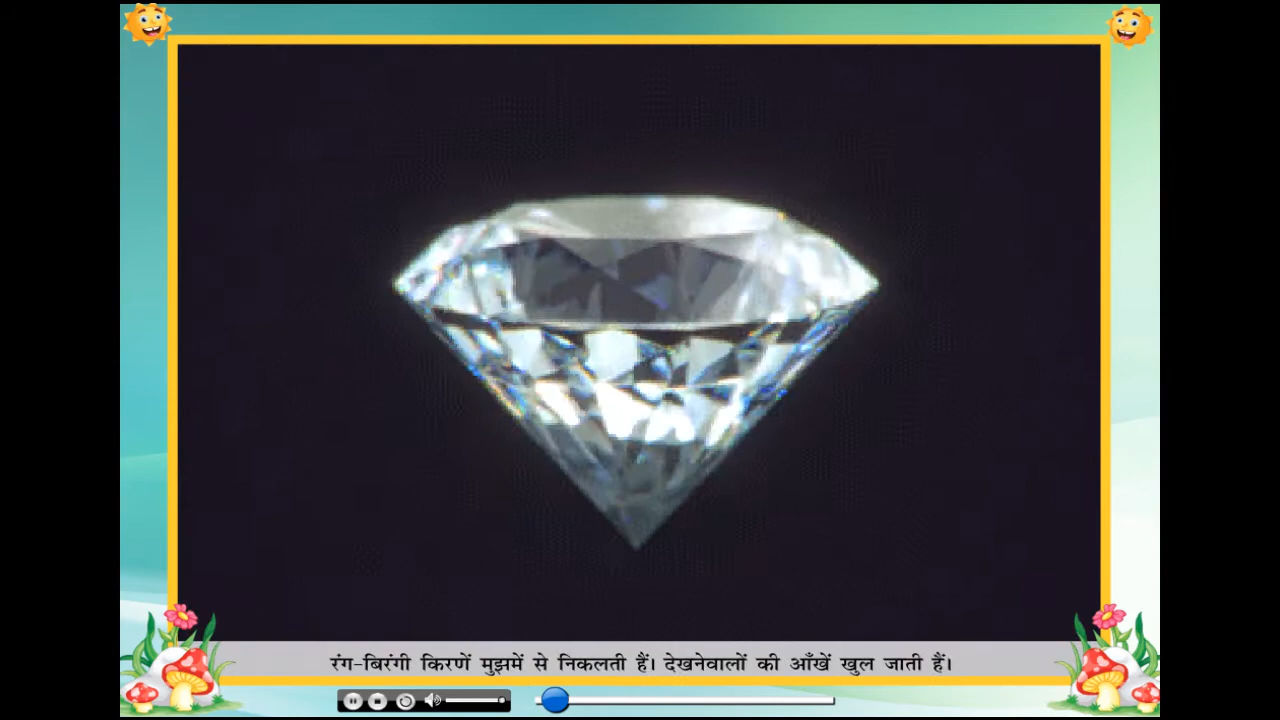 रंग-बिरंगी किरणें मुझमें से निकलती हैं। देखनेवालों की आँखें खुल जाती हैं।